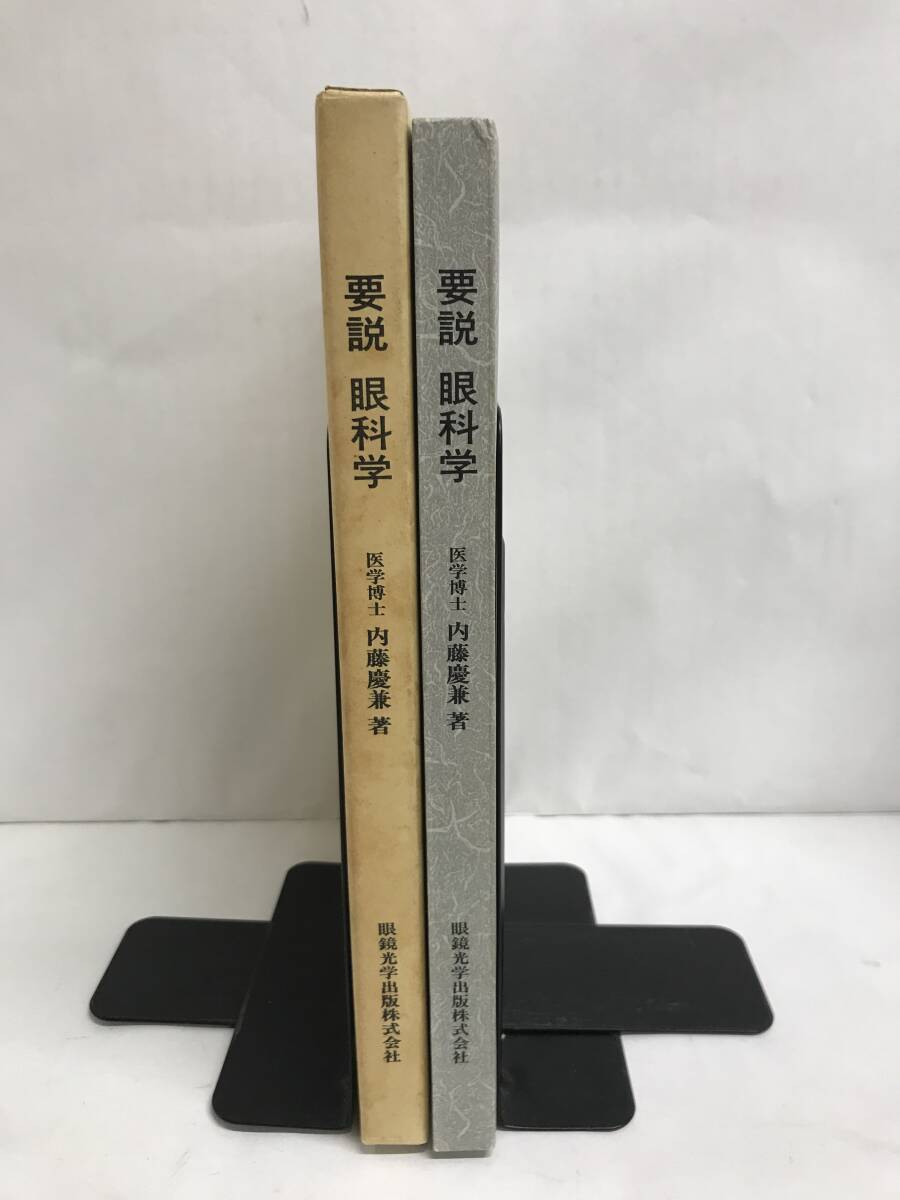 要説 眼科学
医学博士 内藤慶兼 著
眼鏡光学出版株式会社
要説 眼科学
医学博士 内藤慶兼 著
眼鏡光学出版株式会社